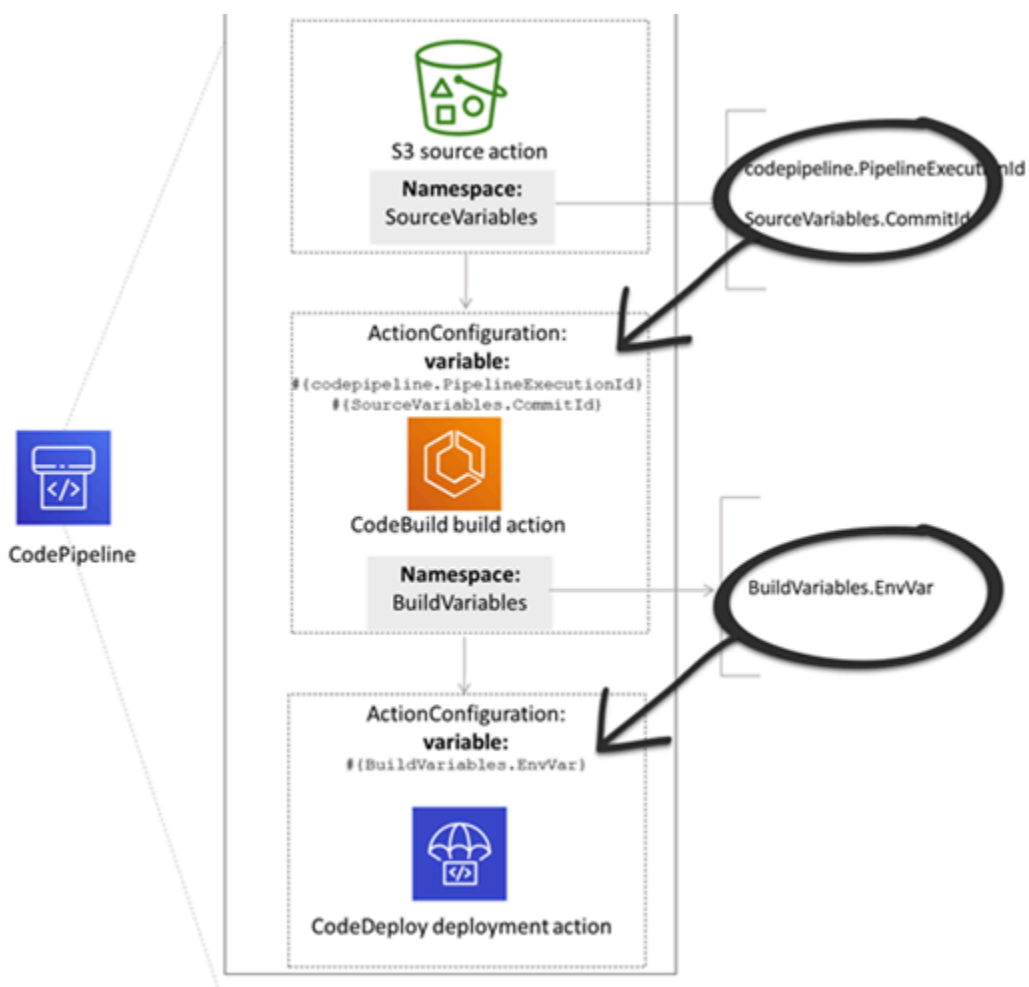 S3 source action
Namespace:
SourceVariables
codepipeline.PipelineExecutionId
SourceVariables.CommitId
ActionConfiguration:
variable:
#{codepipeline.PipelineExecutionId}
#{SourceVariables.CommitId}
</>
CodePipeline
CodeBuild build action
Namespace:
BuildVariables
BuildVariables.EnvVar
ActionConfiguration:
variable:
#{BuildVariables.EnvVar}
</>
CodeDeploy deployment action